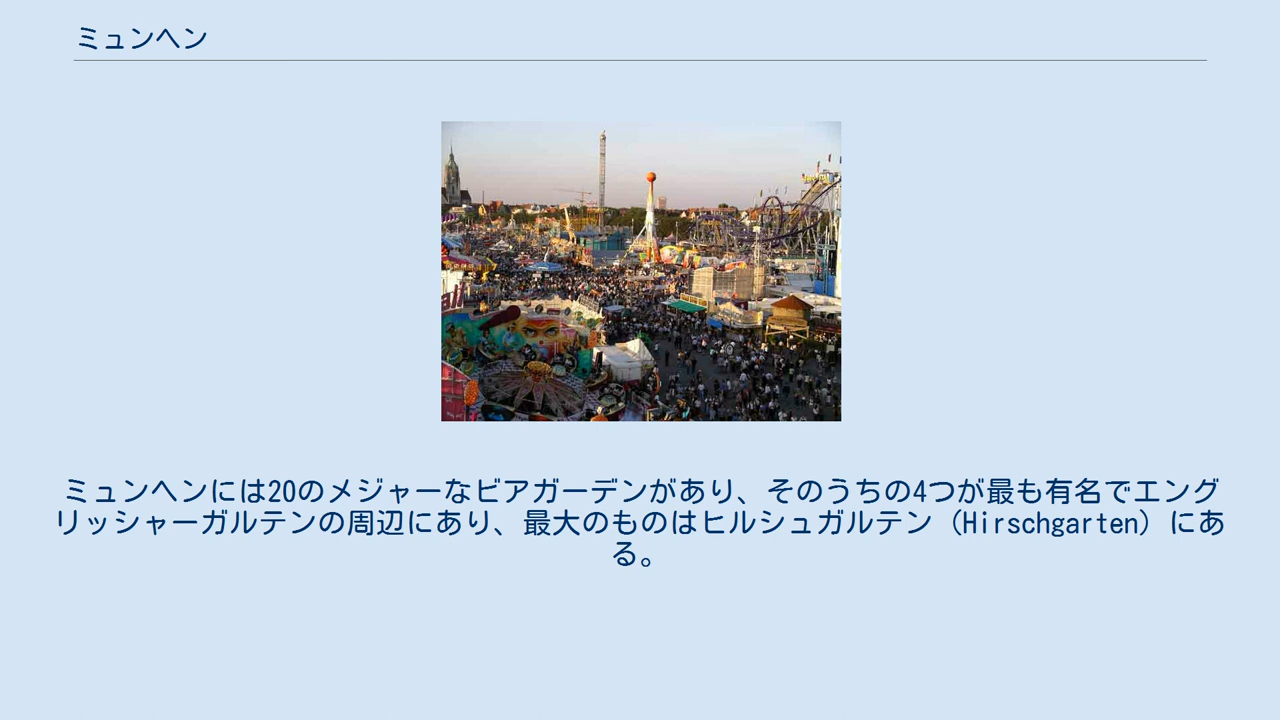 ミュンヘン
ミュンヘンには20のメジャーなビアガーデンがあり、そのうちの4つが最も有名でエング
リッシャーガルテンの周辺にあり、最大のものはヒルシュガルテン（Hirschgarten）にあ
る。